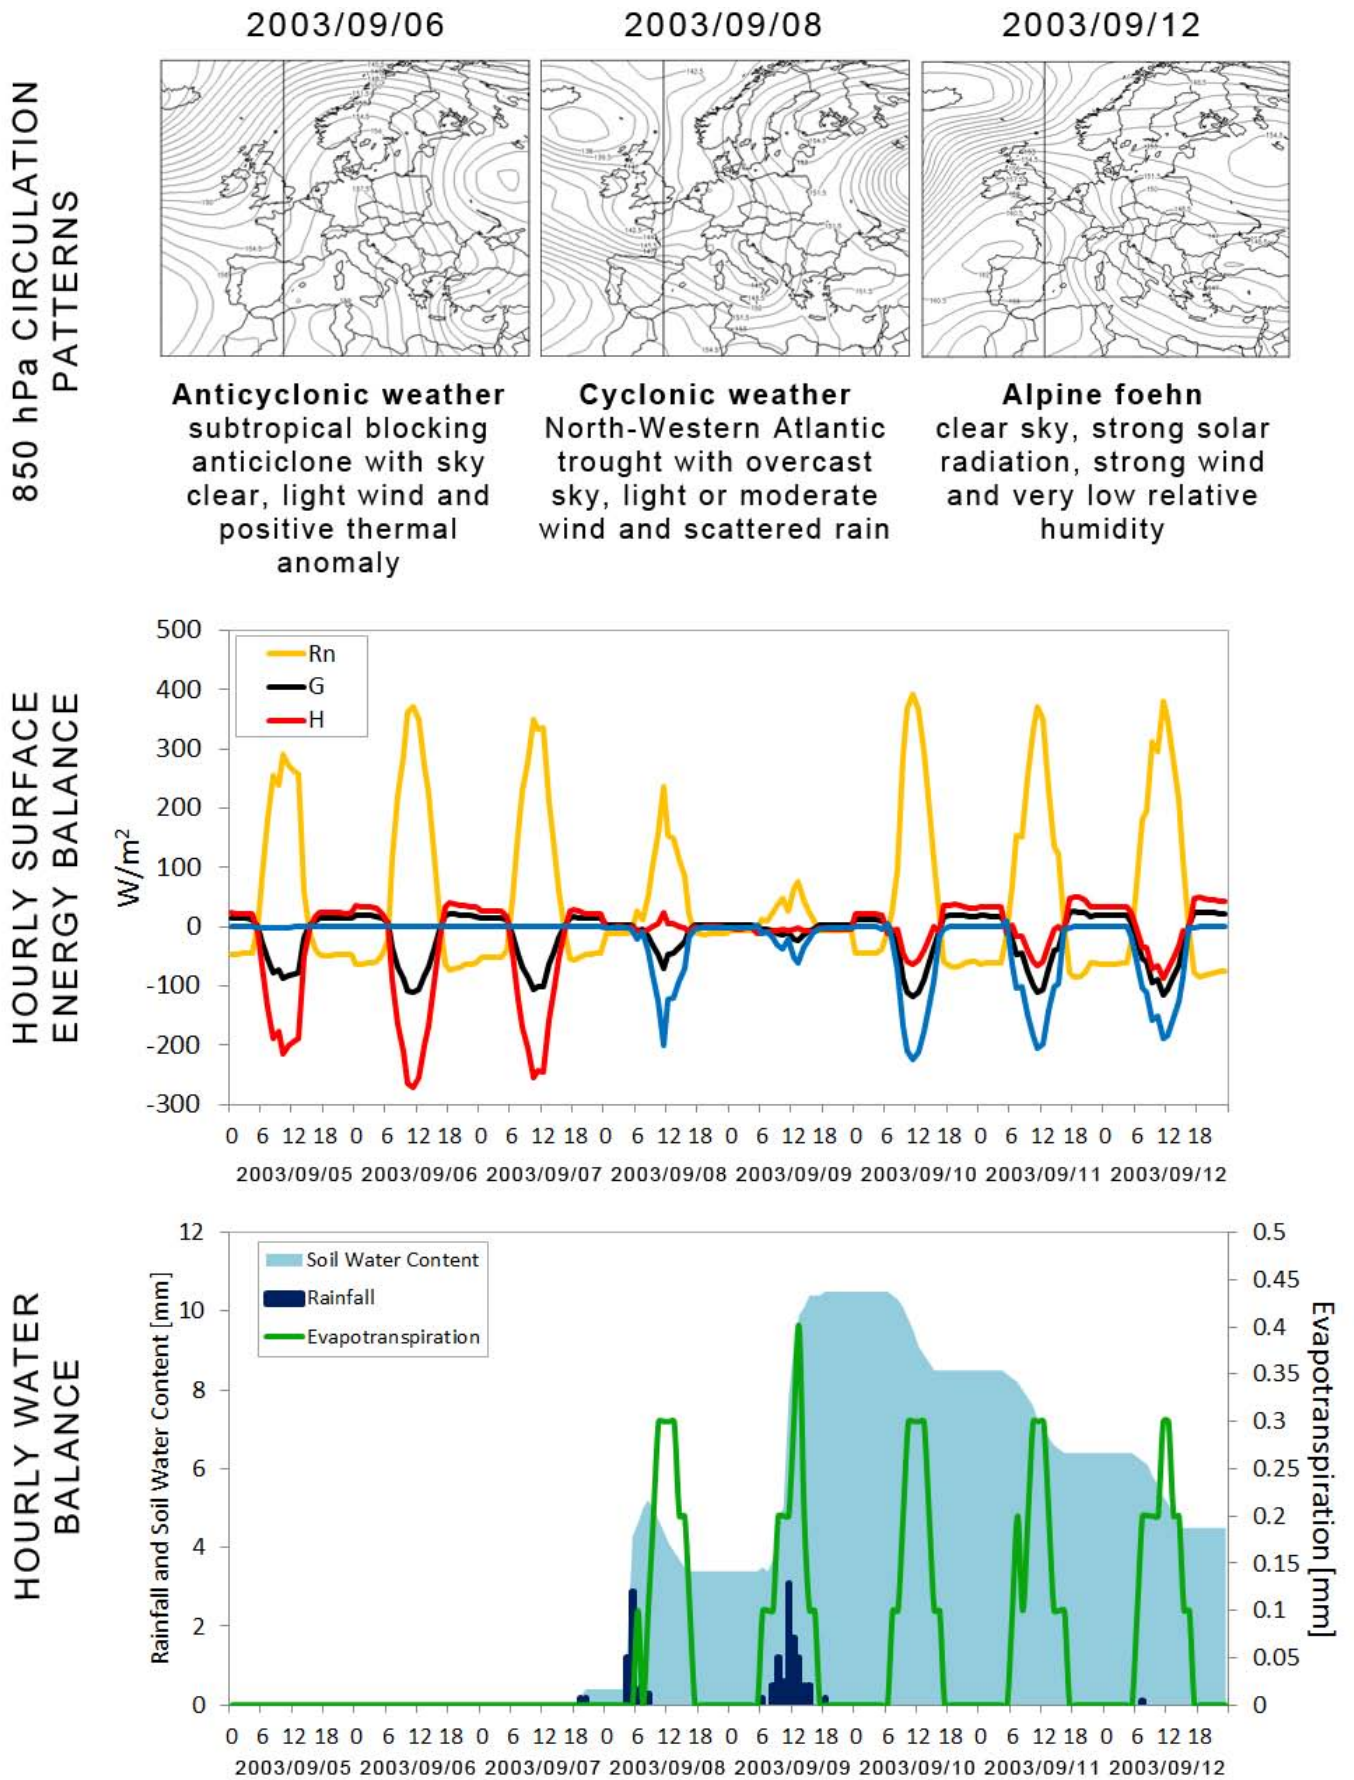 2003/09/06 2003/09/08 2003/09/12
850 hPa CIRCULATION
PATTERNS
Anticyclonic weather
subtropical blocking
anticiclone with sky
clear, light wind and
positive thermal
anomaly
Cyclonic weather
North-Western Atlantic
trought with overcast
sky, light or moderate
wind and scattered rain
Alpine foehn
clear sky, strong solar
radiation, strong wind
and very low relative
humidity
HOURLY SURFACE
ENERGY BALANCE
W/m²
500
400
300
200
100
0
-100
-200
-300
Rn
G
H
0 6 12 18 0 6 12 18 0 6 12 18 0 6 12 18 0 6 12 18 0 6 12 18 0 6 12 18 0 6 12 18
2003/09/05 2003/09/06 2003/09/07 2003/09/08 2003/09/09 2003/09/10 2003/09/11 2003/09/12
HOURLY WATER
BALANCE
Rainfall and Soil Water Content [mm]
12
10
8
6
4
2
0
Soil Water Content
Rainfall
Evapotranspiration
0.5
0.45
0.4
0.35
0.3
0.25
0.2
0.15
0.1
0.05
0
Evapotranspiration [mm]
0 6 12 18 0 6 12 18 0 6 12 18 0 6 12 18 0 6 12 18 0 6 12 18 0 6 12 18 0 6 12 18
2003/09/05 2003/09/06 2003/09/07 2003/09/08 2003/09/09 2003/09/10 2003/09/11 2003/09/12